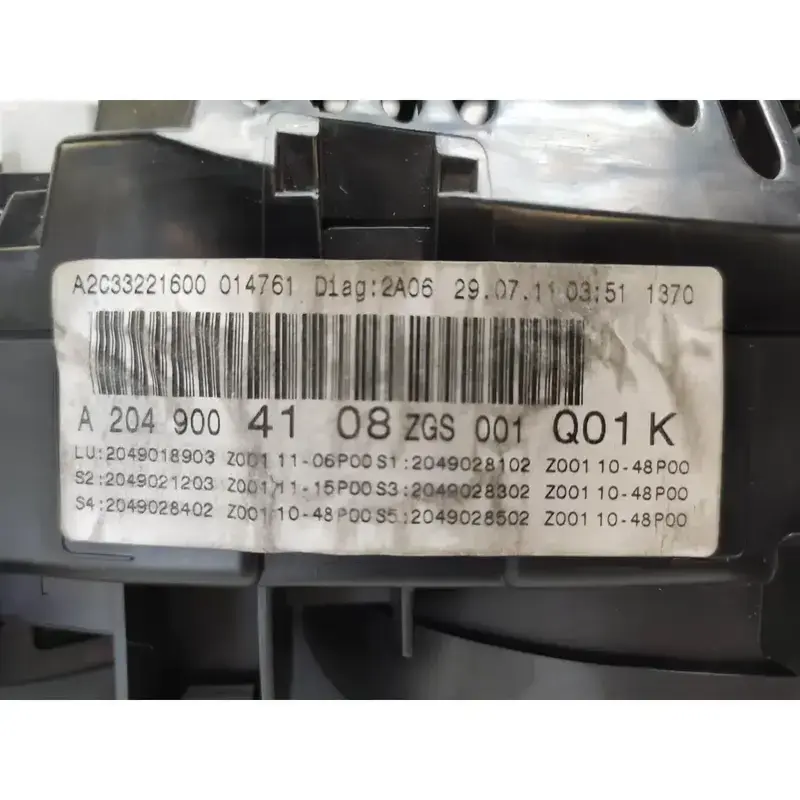 A2C33221600 014761 Diag:2A06 29.07.11 03:51 1370
A 204 900 41 08 ZGS 001 Q01 K
LU:2049018903 Z001 11-06P00 S1:2049028102 Z001 10-48P00
S2:2049021203 Z001 11-15P00 S3:2049028302 Z001 10-48P00
S4:2049028402 Z001 10-48P00 S5:2049028502 Z001 10-48P00